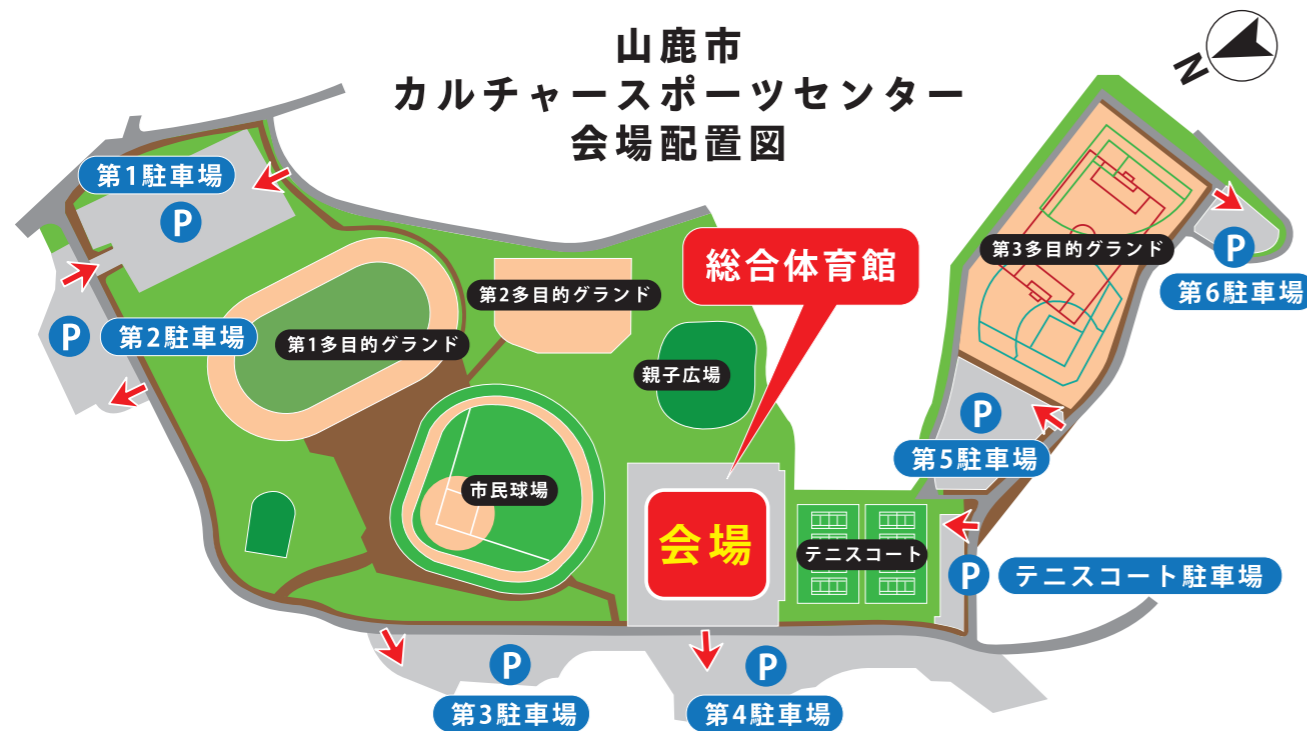 山鹿市
カルチャースポーツセンター
会場配置図
N
第1駐車場
P
第2駐車場
P
第1多目的グランド
第2多目的グランド
総合体育館
親子広場
市民球場
会場
テニスコート
第3多目的グランド
P
第6駐車場
P
第5駐車場
P
テニスコート駐車場
P
第3駐車場
P
第4駐車場